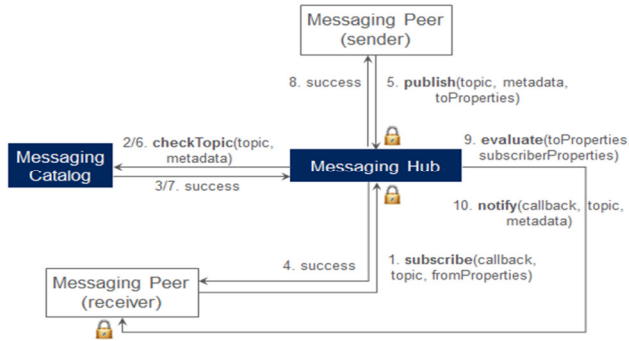 Messaging Peer
(sender)
8. success
5. publish(topic, metadata,
toProperties)
2/6. checkTopic(topic,
metadata)
9. evaluate(toProperties
subscriberProperties)
Messaging
Catalog
Messaging Hub
3/7. success
10. notify(callback, topic,
metadata)
4. success
1. subscribe(callback,
topic, fromProperties)
Messaging Peer
(receiver)